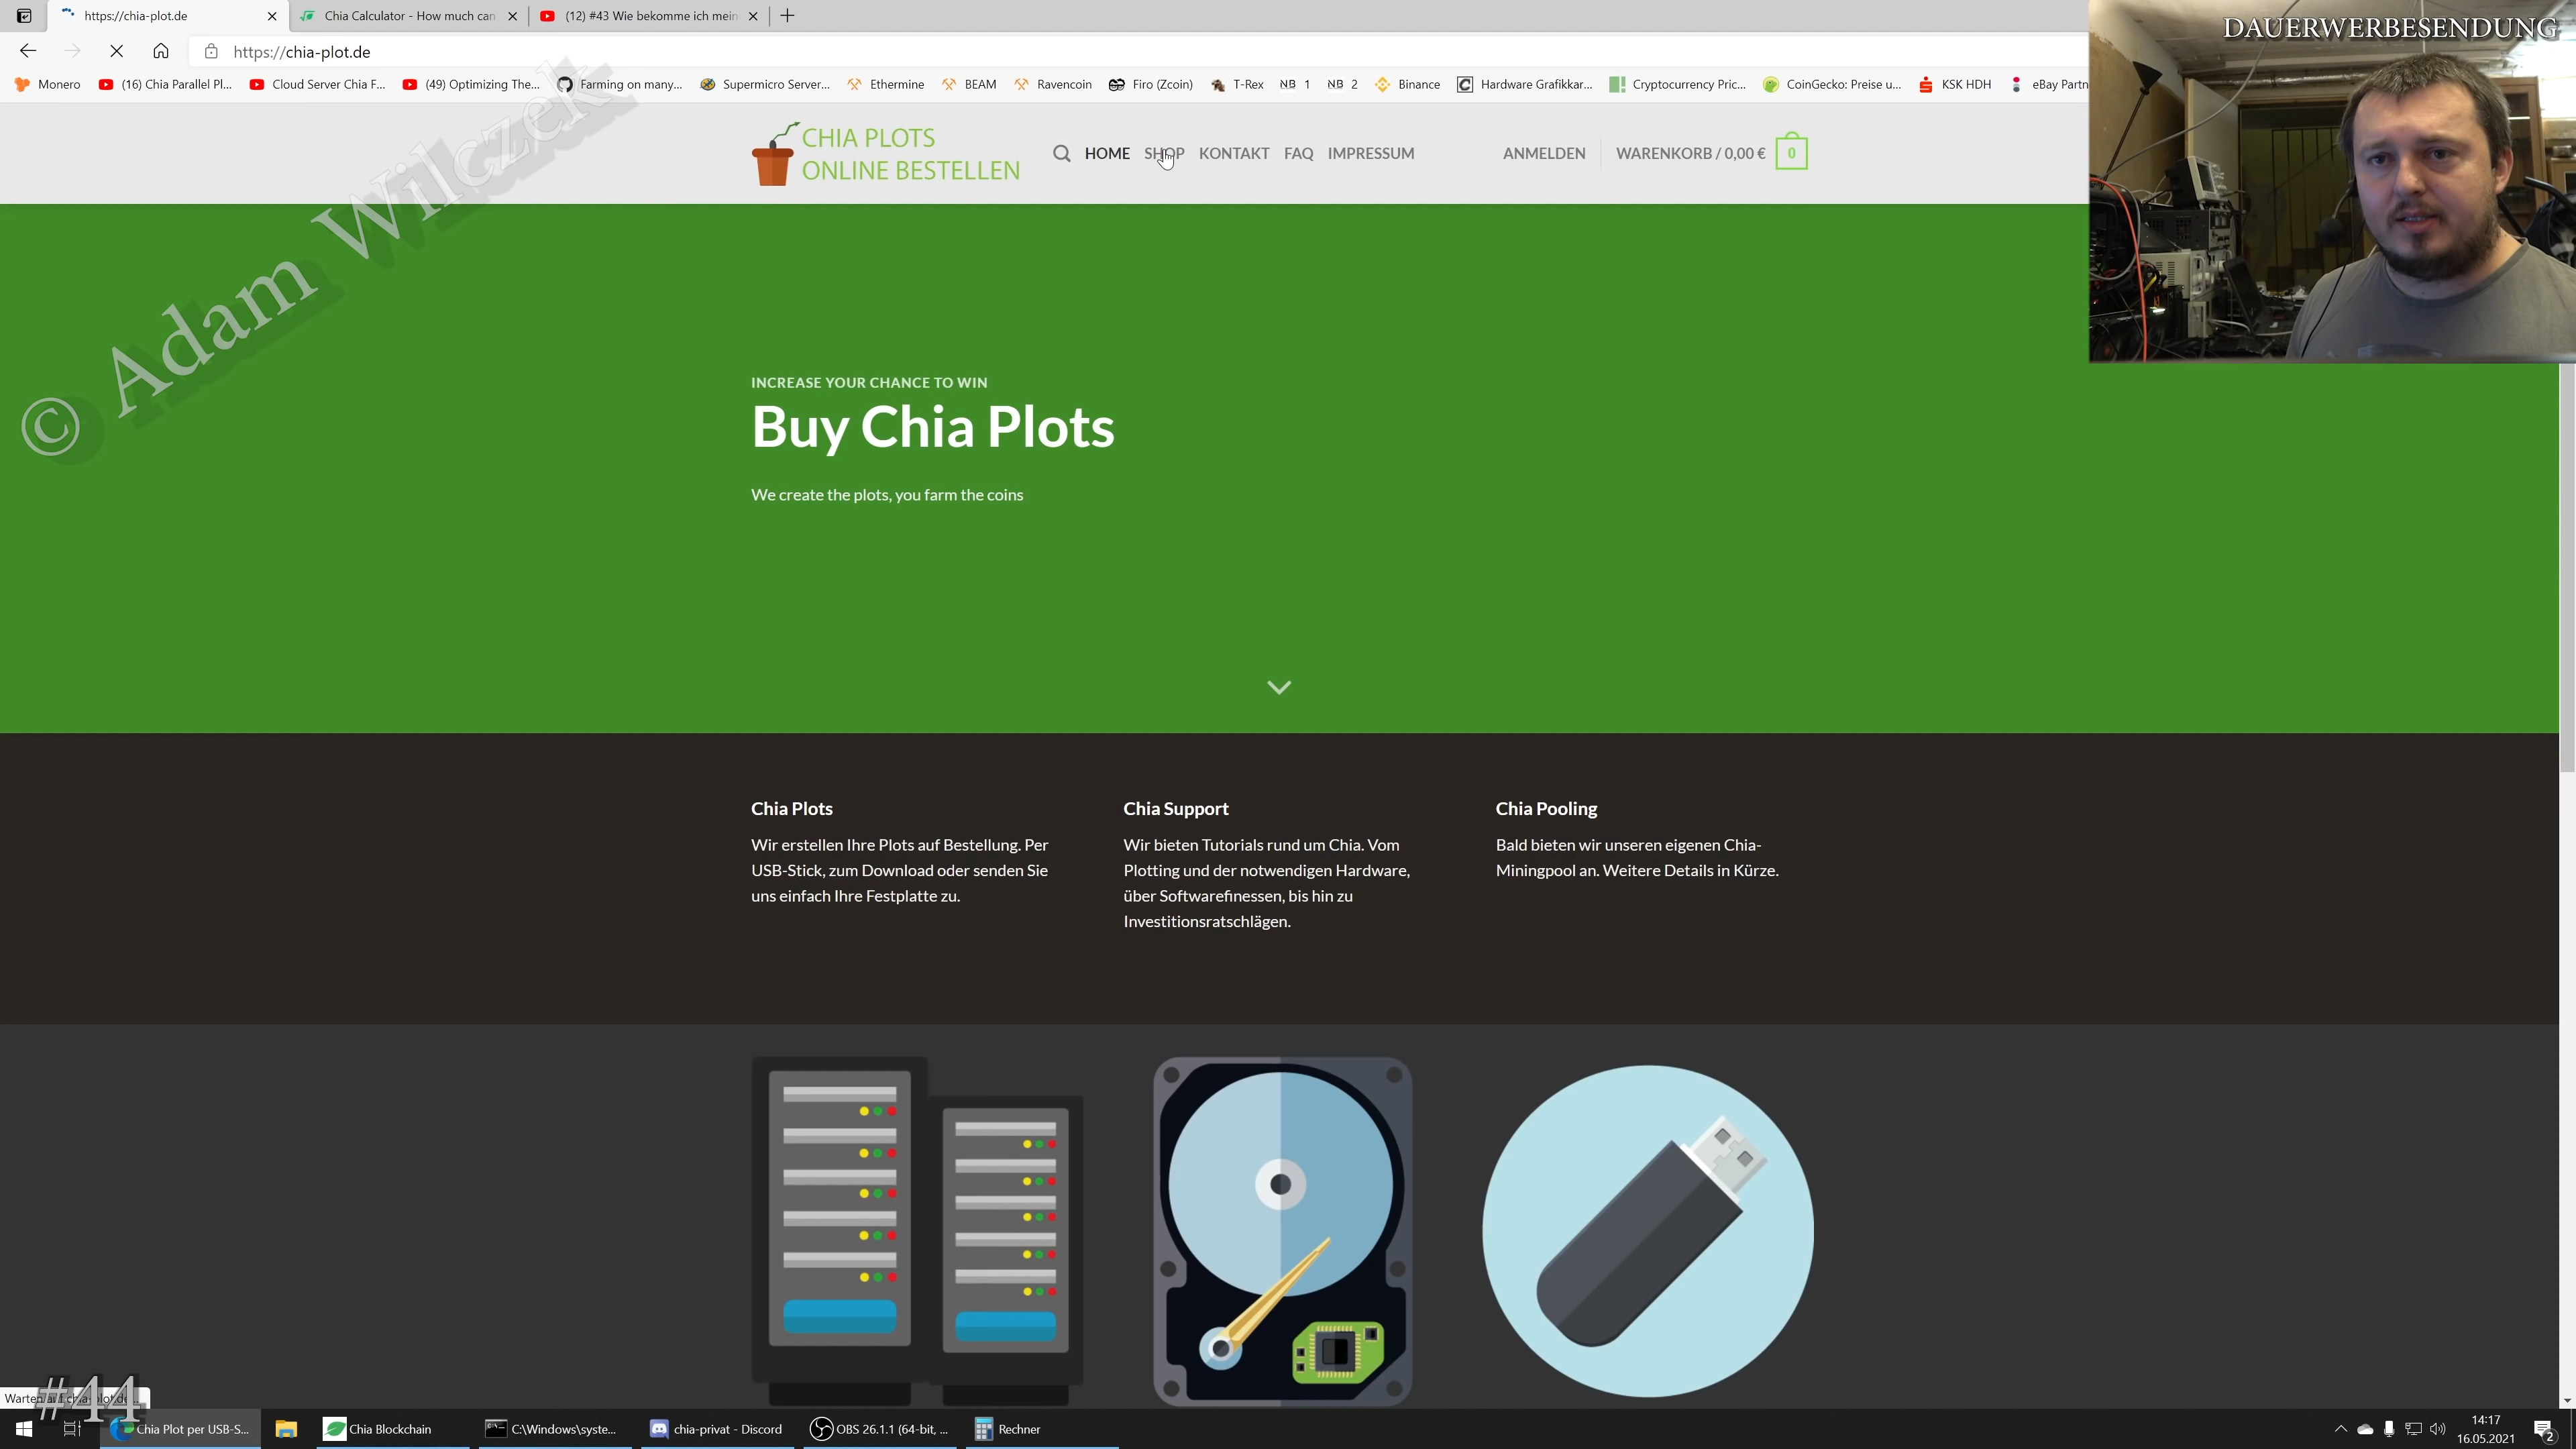 https://chia-plot.de
Chia Calculator - How much can
(12) #43 Wie bekomme ich mein
DAUERWERBESENDUNG
https://chia-plot.de
Monero
(16) Chia Parallel Pl...
Cloud Server Chia F...
(49) Optimizing The...
Farming on many...
Supermicro Server...
Ethermine
BEAM
Ravencoin
Firo (Zcoin)
T-Rex
NB 1
NB 2
Binance
Hardware Grafikkar...
Cryptocurrency Pric...
CoinGecko: Preise u...
KSK HDH
eBay Partn
CHIA PLOTS
ONLINE BESTELLEN
HOME
SHOP
KONTAKT
FAQ
IMPRESSUM
ANMELDEN
WARENKORB / 0,00 €
0
© Adam Wilczek
INCREASE YOUR CHANCE TO WIN
Buy Chia Plots
We create the plots, you farm the coins
Chia Plots
Wir erstellen Ihre Plots auf Bestellung. Per
USB-Stick, zum Download oder senden Sie
uns einfach Ihre Festplatte zu.
Chia Support
Wir bieten Tutorials rund um Chia. Vom
Plotting und der notwendigen Hardware,
über Softwarefinessen, bis hin zu
Investitionsratschlägen.
Chia Pooling
Bald bieten wir unseren eigenen Chia-
Miningpool an. Weitere Details in Kürze.
Warten auf chia-plot.de
#44
Chia Plot per USB-S...
Chia Blockchain
C:\Windows\syste...
chia-privat - Discord
OBS 26.1.1 (64-bit, ...
Rechner
14:17
16.05.2021
2